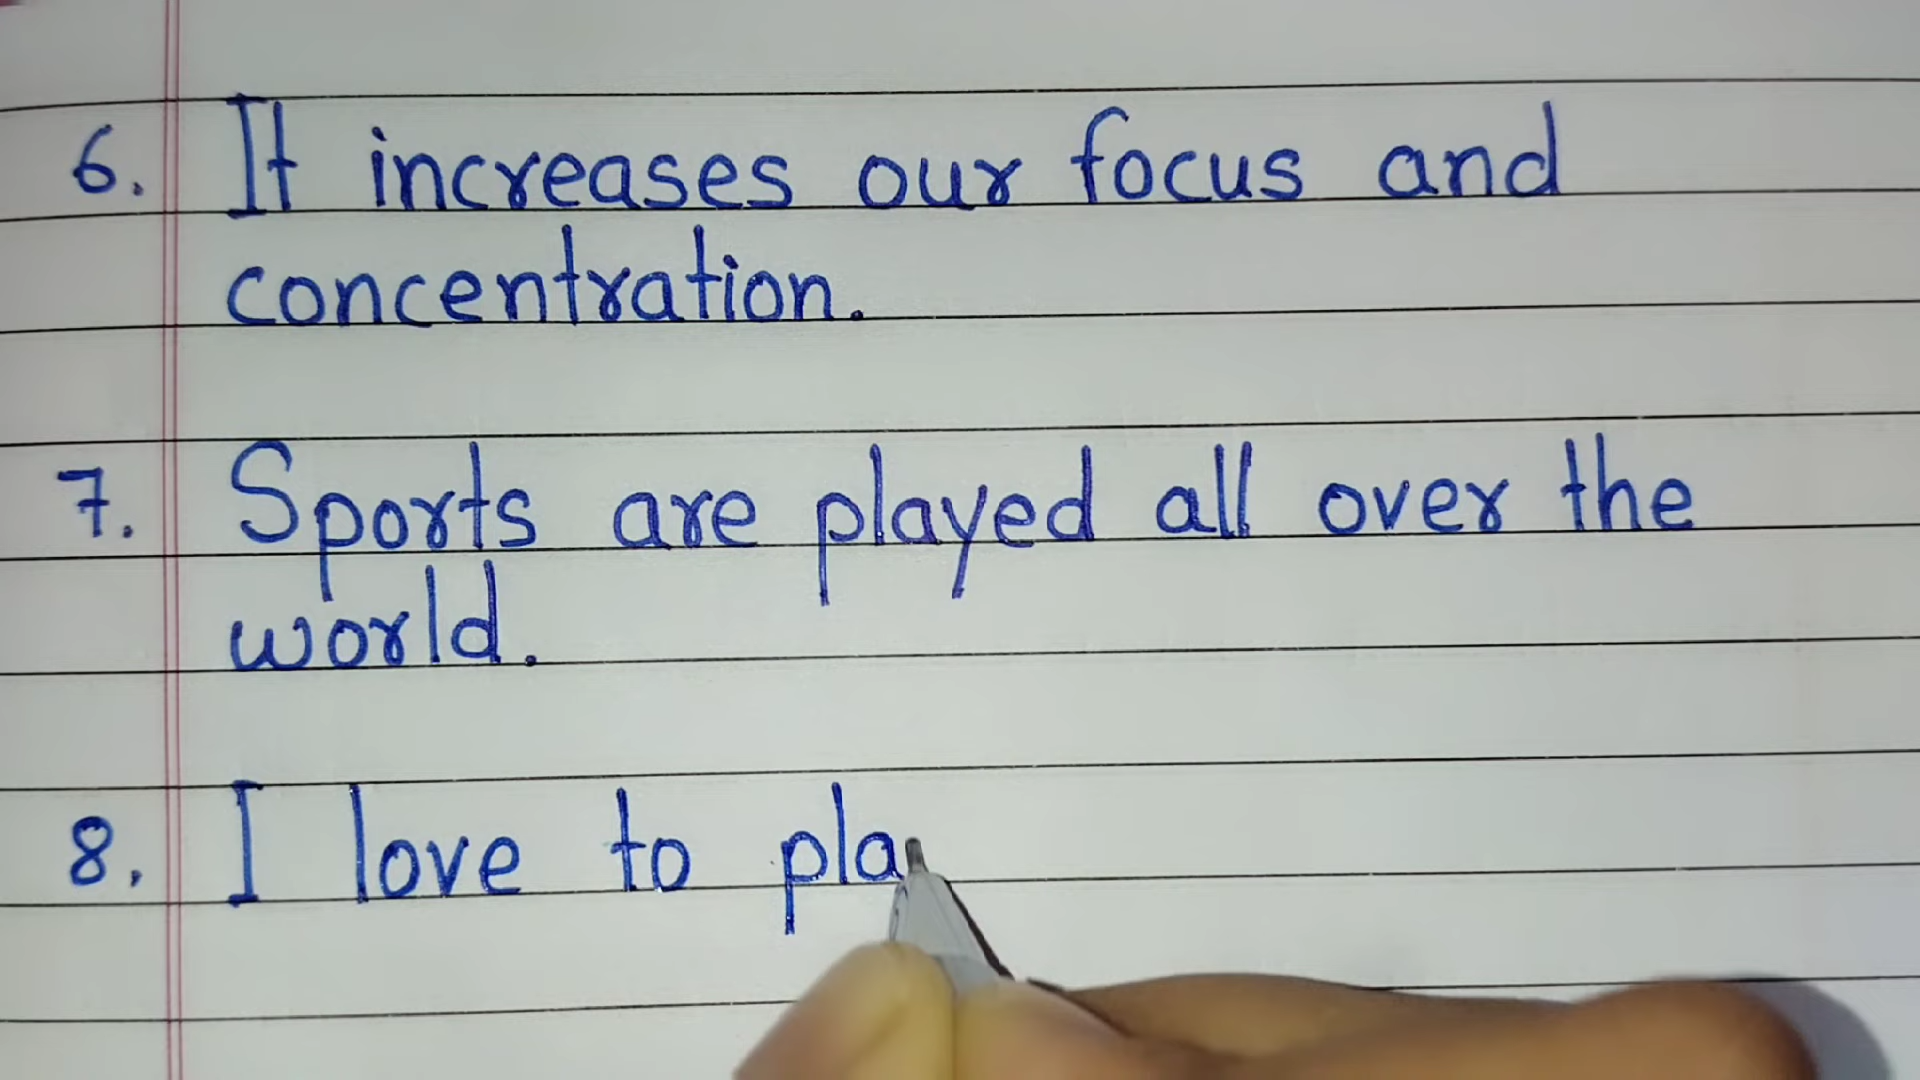 6. It increases our focus and
concentration.
7. Sports are played all over the
world.
8. I love to pla